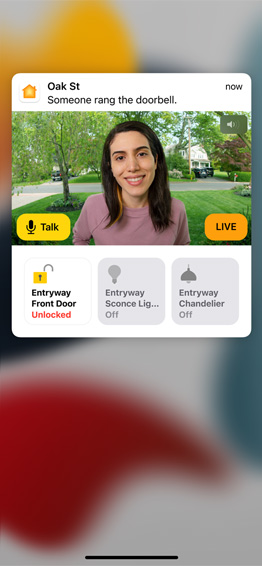 Oak St
now
Someone rang the doorbell.
Talk
LIVE
Entryway
Front Door
Unlocked
Entryway
Sconce Lig...
Off
Entryway
Chandelier
Off